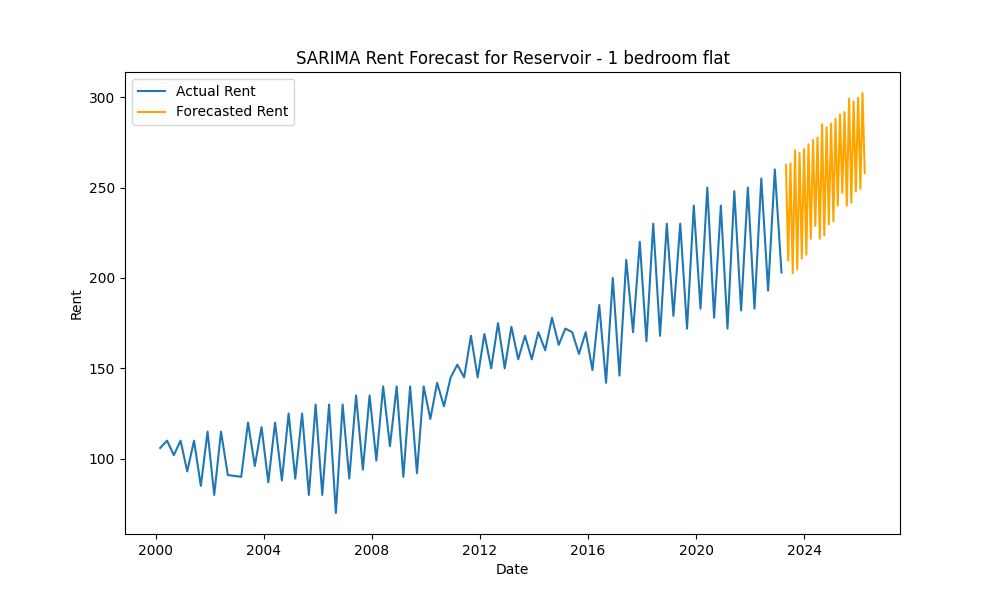 SARIMA Rent Forecast for Reservoir - 1 bedroom flat
Actual Rent
Forecasted Rent
300
250
200
150
100
Rent
2000 2004 2008 2012 2016 2020 2024
Date